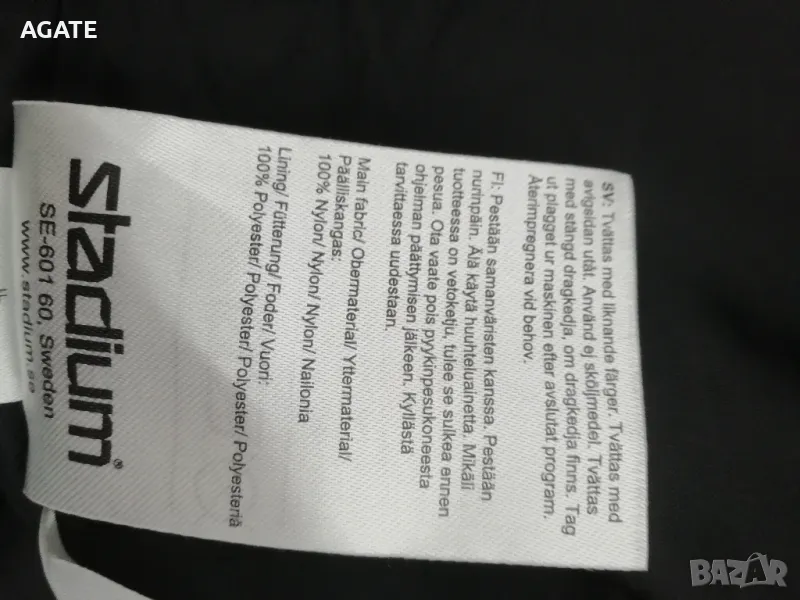 AGATE
SV: Tvättas med liknande färger. Tvättas med
avigsidan utåt. Använd ej sköljmedel. Tvättas
med stängd dragkedja, om dragkedja finns. Tag
ut plagget ur maskinen efter avslutat program.
Återimpregnera vid behov.
FI: Pestään samanväristen kanssa. Pestään
nurinpäin. Älä käytä huuhteluainetta. Mikäli
tuotteessa on vetoketju, tulee se sulkea ennen
pesua. Ota vaate pois pyykinpesukoneesta
ohjelman päättymisen jälkeen. Kyllästä
tarvittaessa uudestaan.
Main fabric/ Obermaterial/ Yttermaterial/
Päälliskangas:
100% Nylon/ Nylon/ Nylon/ Nailonia
Lining/ Fütterung/ Foder/ Vuori:
100% Polyester/ Polyester/ Polyester/ Polyesteriä
stadium®
SE-601 60, Sweden
www.stadium.se
BAZAR